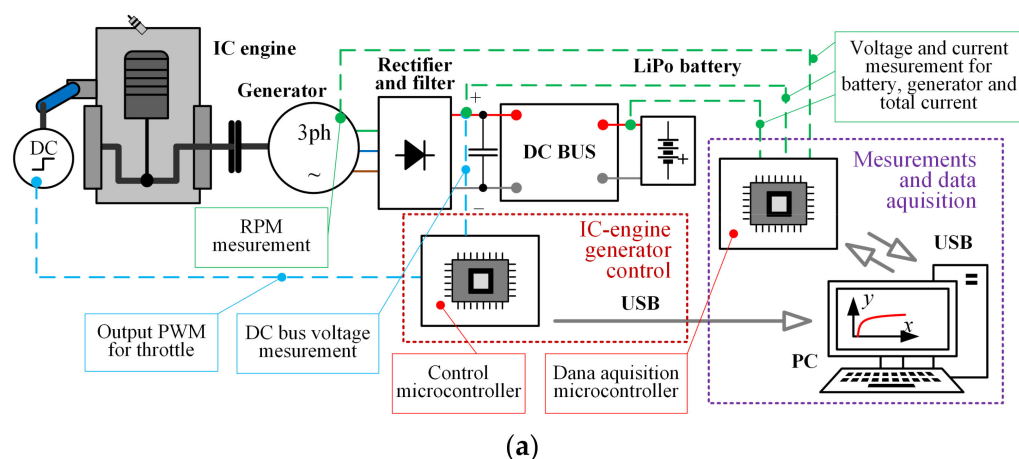 IC engine
Generator
Rectifier
and filter
LiPo battery
Voltage and current
mesurement for
battery, generator and
total current
DC
3ph
~
+
−
DC BUS
+
Mesurements
and data
aquisition
RPM
mesurement
IC-engine
generator
control
USB
USB
Output PWM
for throttle
DC bus voltage
mesurement
Control
microcontroller
Dana aquisition
microcontroller
PC
y
x
(a)